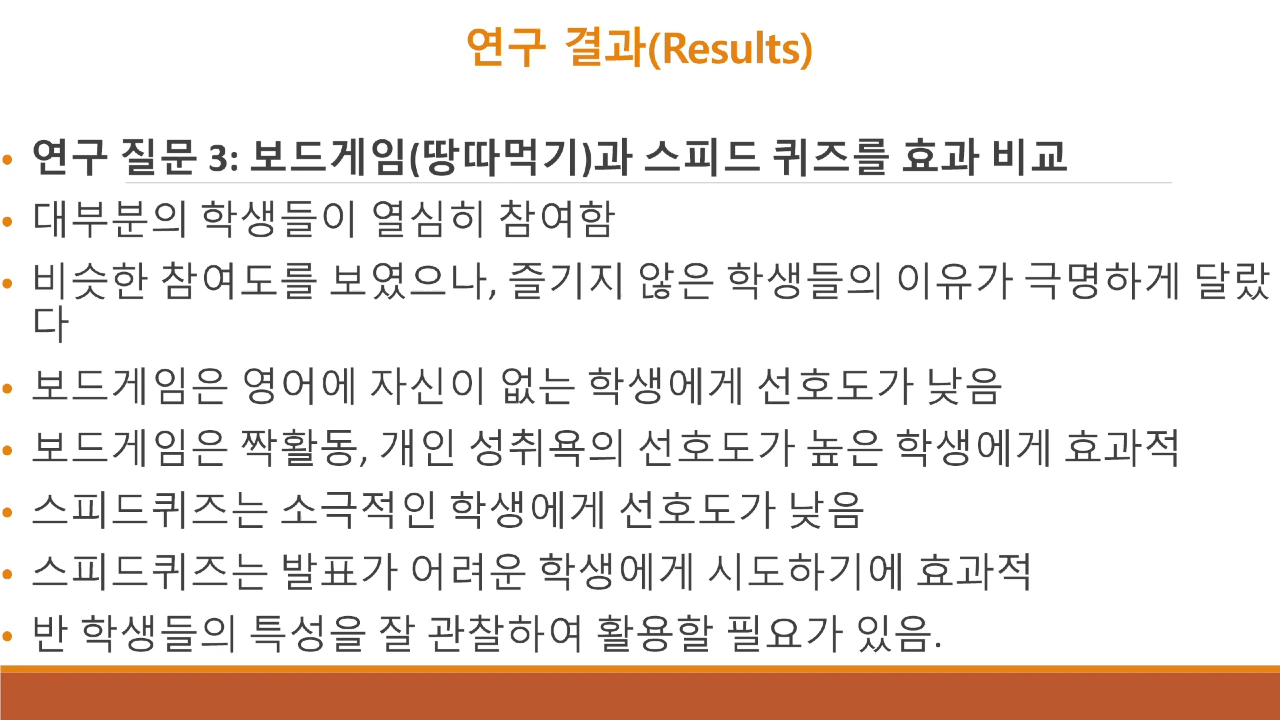 연구 결과(Results)
• 연구 질문 3: 보드게임(땅따먹기)과 스피드 퀴즈를 효과 비교
• 대부분의 학생들이 열심히 참여함
• 비슷한 참여도를 보였으나, 즐기지 않은 학생들의 이유가 극명하게 달랐
다
• 보드게임은 영어에 자신이 없는 학생에게 선호도가 낮음
• 보드게임은 짝활동, 개인 성취욕의 선호도가 높은 학생에게 효과적
• 스피드퀴즈는 소극적인 학생에게 선호도가 낮음
• 스피드퀴즈는 발표가 어려운 학생에게 시도하기에 효과적
• 반 학생들의 특성을 잘 관찰하여 활용할 필요가 있음.